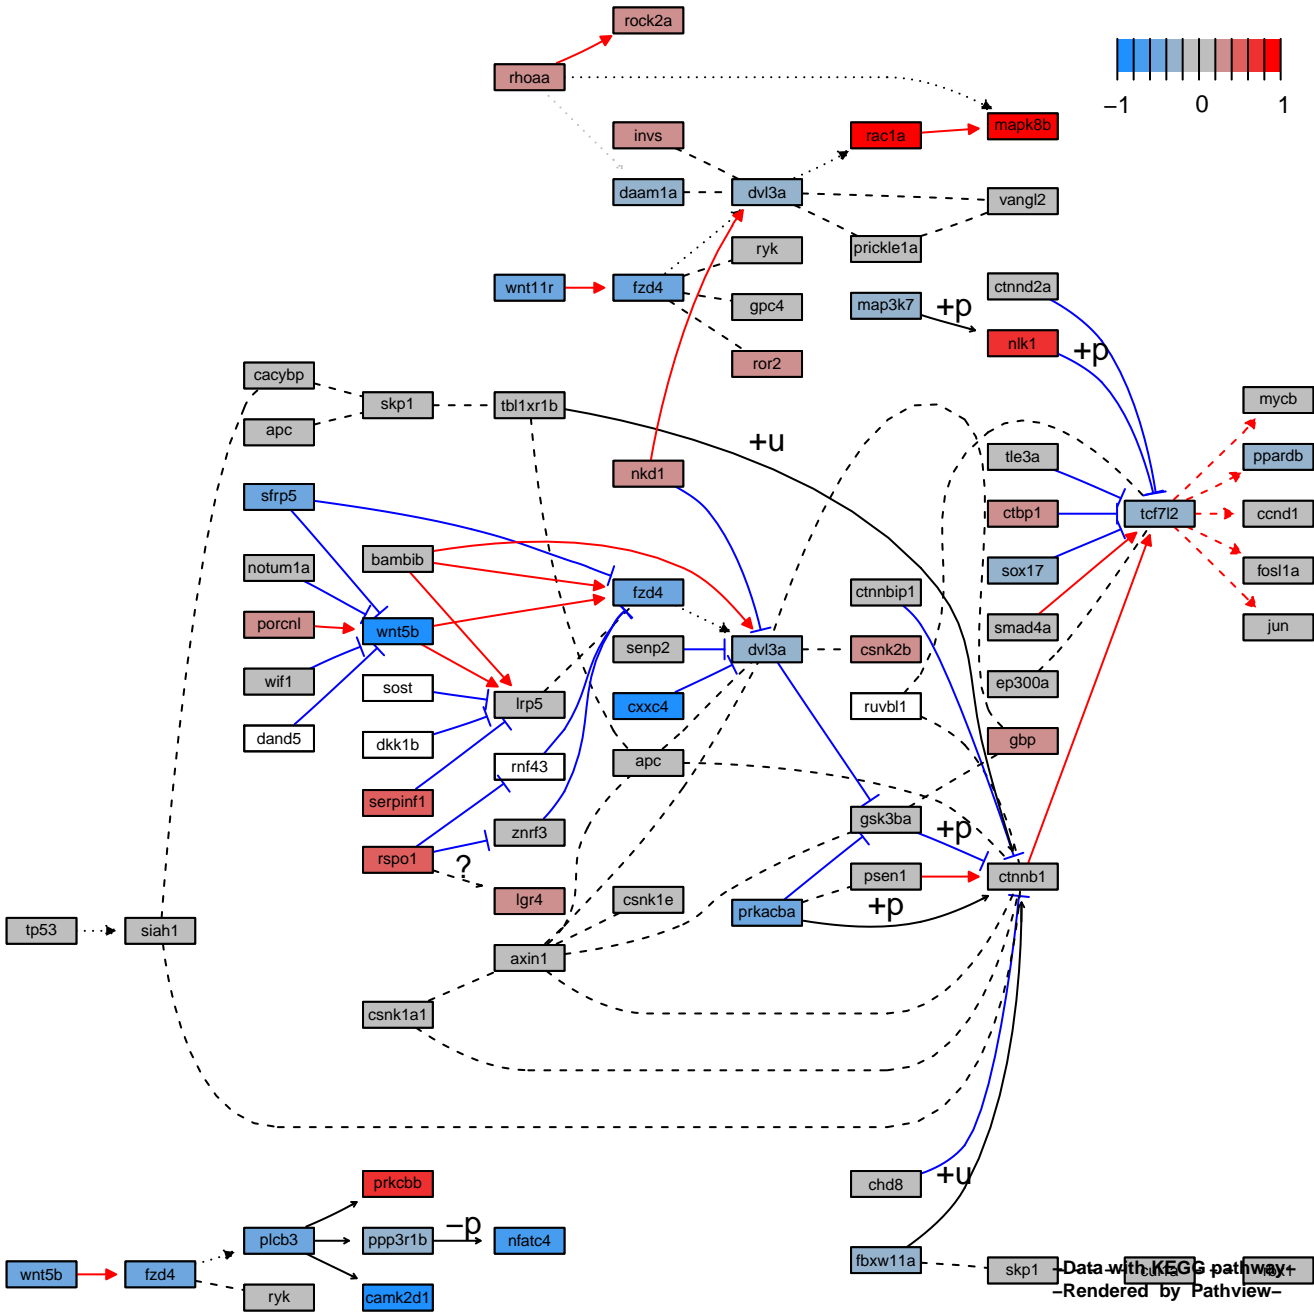 rock2a
rhoaa
−1 0 1
invs
rac1a
mapk8b
daam1a
dvl3a
vangl2
ryk
prickle1a
wnt11r
fzd4
gpc4
map3k7
+p
ctnnd2a
nlk1
+p
ror2
cacybp
skp1
tbl1xr1b
apc
+u
mycb
tle3a
ppardb
nkd1
sfrp5
ctbp1
tcf7l2
ccnd1
notum1a
bambib
sox17
fosl1a
fzd4
ctnnbip1
porcnl
wnt5b
smad4a
jun
senp2
dvl3a
csnk2b
wif1
sost
ep300a
lrp5
cxxc4
ruvbl1
dand5
dkk1b
gbp
rnf43
apc
serpinf1
gsk3ba
+p
znrf3
rspo1
?
psen1
ctnnb1
lgr4
csnk1e
prkacba
+p
tp53
siah1
axin1
csnk1a1
prkcbb
chd8
+u
plcb3
ppp3r1b
−p
nfatc4
wnt5b
fzd4
fbxw11a
skp1
cul1a
rbx1
ryk
camk2d1
−Data with KEGG pathway−
−Rendered by Pathview−